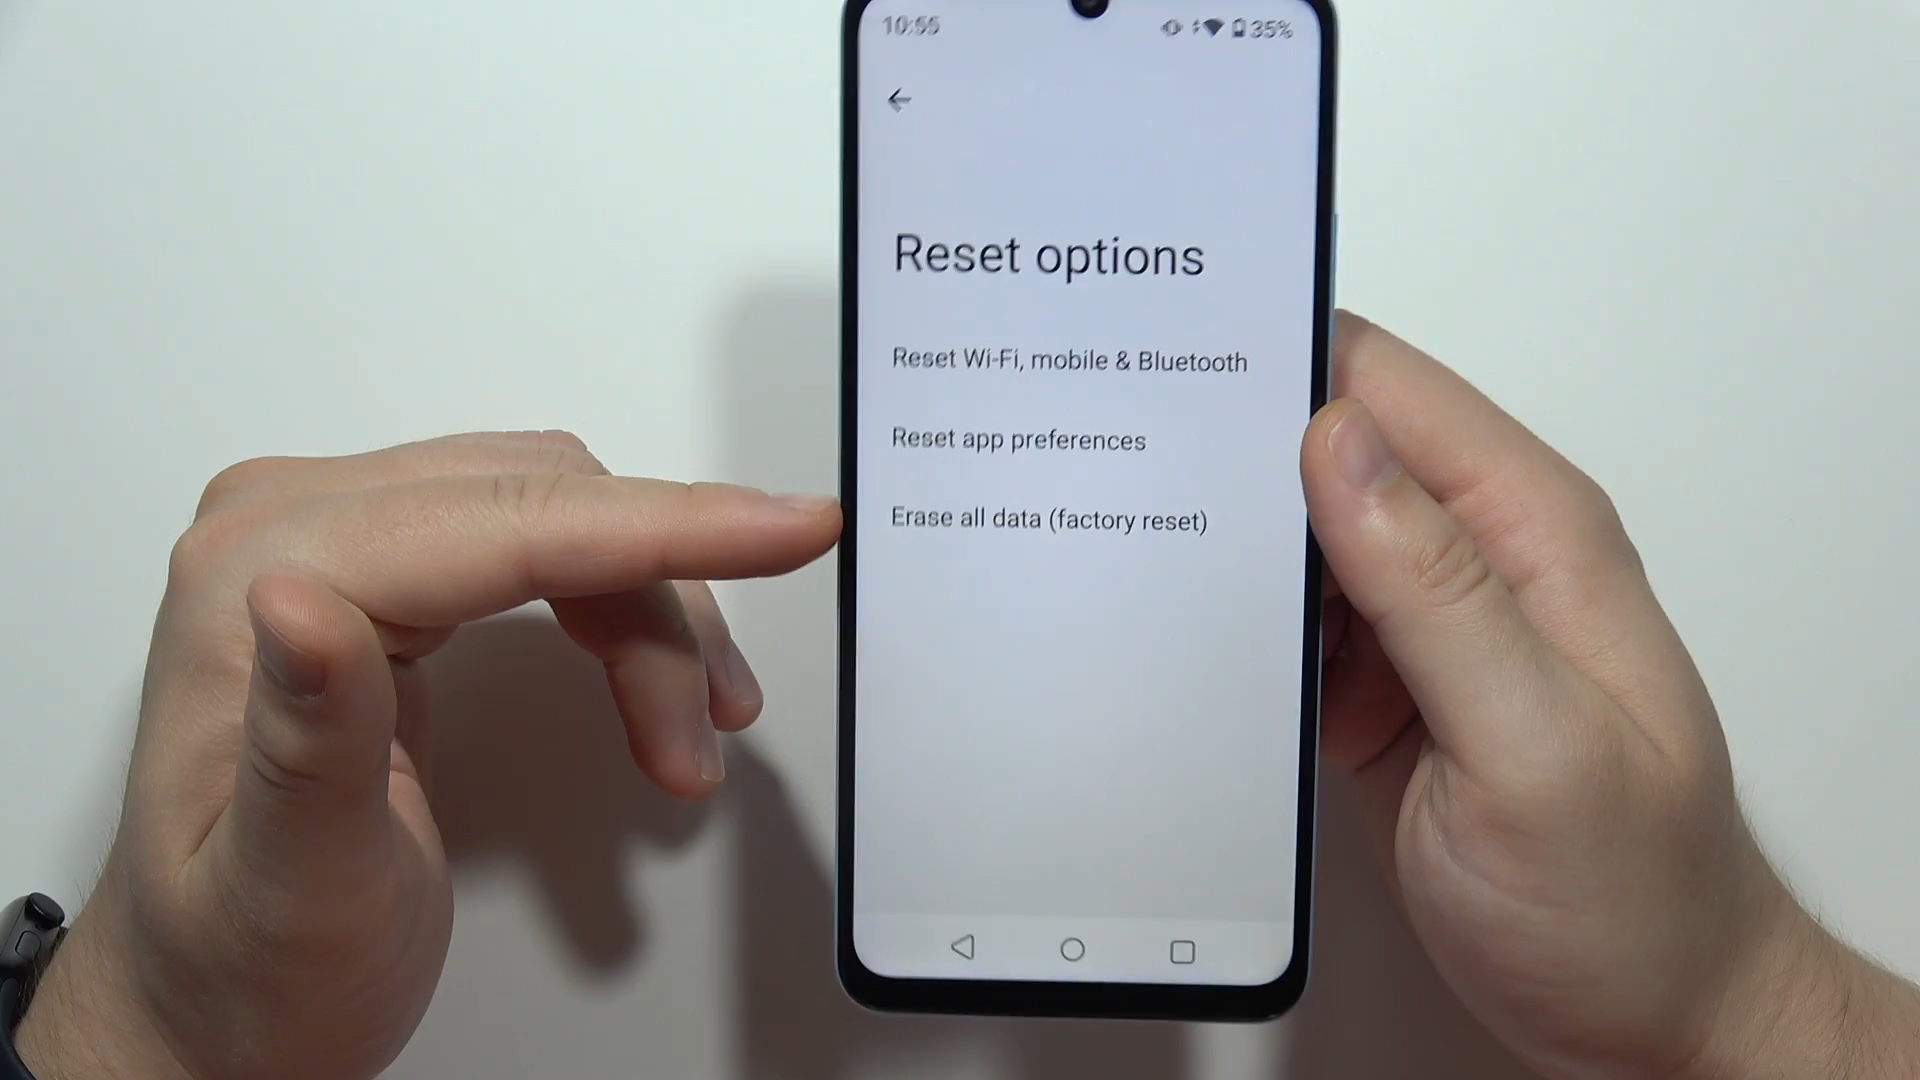 10:55 35%
Reset options
Reset Wi-Fi, mobile & Bluetooth
Reset app preferences
Erase all data (factory reset)